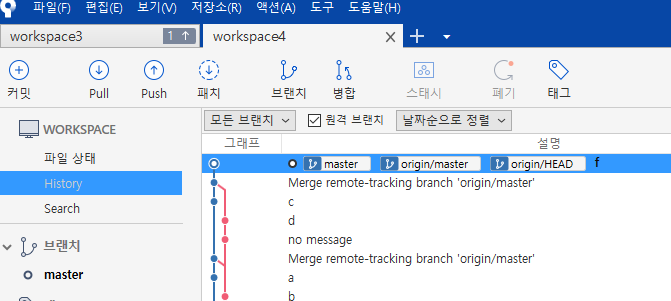 파일(F) 편집(E) 보기(V) 저장소(R) 액션(A) 도구 도움말(H)
workspace3 1 workspace4
커밋 Pull Push 패치 브랜치 병합 스태시 폐기 태그
WORKSPACE
파일 상태
History
Search
브랜치
master
모든 브랜치 원격 브랜치 날짜순으로 정렬
그래프 설명
master origin/master origin/HEAD f
Merge remote-tracking branch 'origin/master'
c
d
no message
Merge remote-tracking branch 'origin/master'
a
b